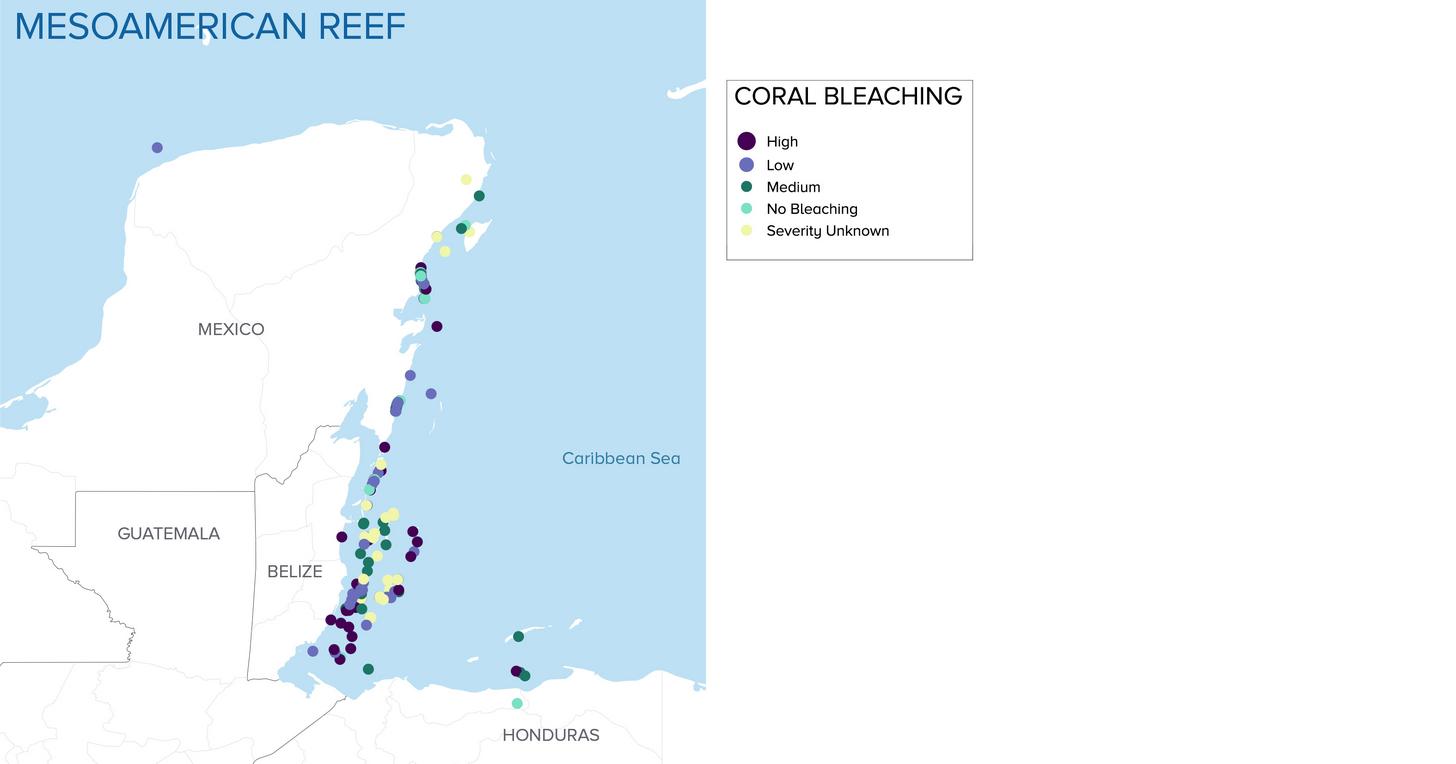 MESOAMERICAN REEF
CORAL BLEACHING
High
Low
Medium
No Bleaching
Severity Unknown
MEXICO
Caribbean Sea
GUATEMALA
BELIZE
HONDURAS